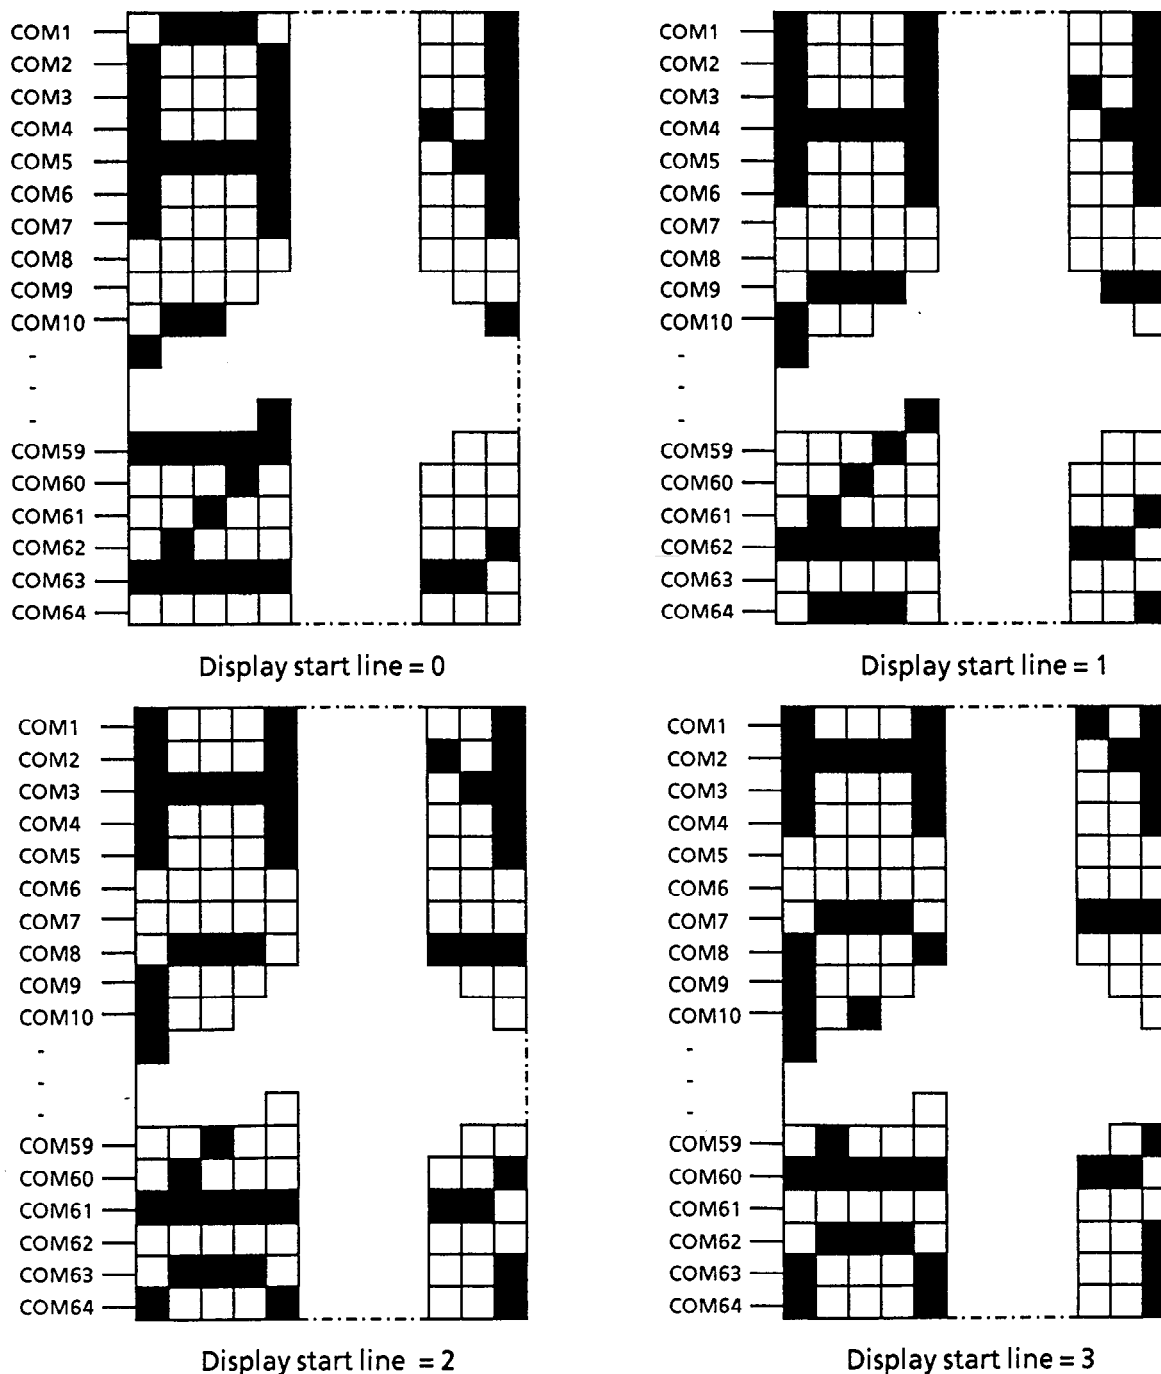 COM1
COM2
COM3
COM4
COM5
COM6
COM7
COM8
COM9
COM10
-
-
-
COM59
COM60
COM61
COM62
COM63
COM64
Display start line = 0
COM1
COM2
COM3
COM4
COM5
COM6
COM7
COM8
COM9
COM10
-
-
-
COM59
COM60
COM61
COM62
COM63
COM64
Display start line = 1
COM1
COM2
COM3
COM4
COM5
COM6
COM7
COM8
COM9
COM10
-
-
-
COM59
COM60
COM61
COM62
COM63
COM64
Display start line = 2
COM1
COM2
COM3
COM4
COM5
COM6
COM7
COM8
COM9
COM10
-
-
-
COM59
COM60
COM61
COM62
COM63
COM64
Display start line = 3